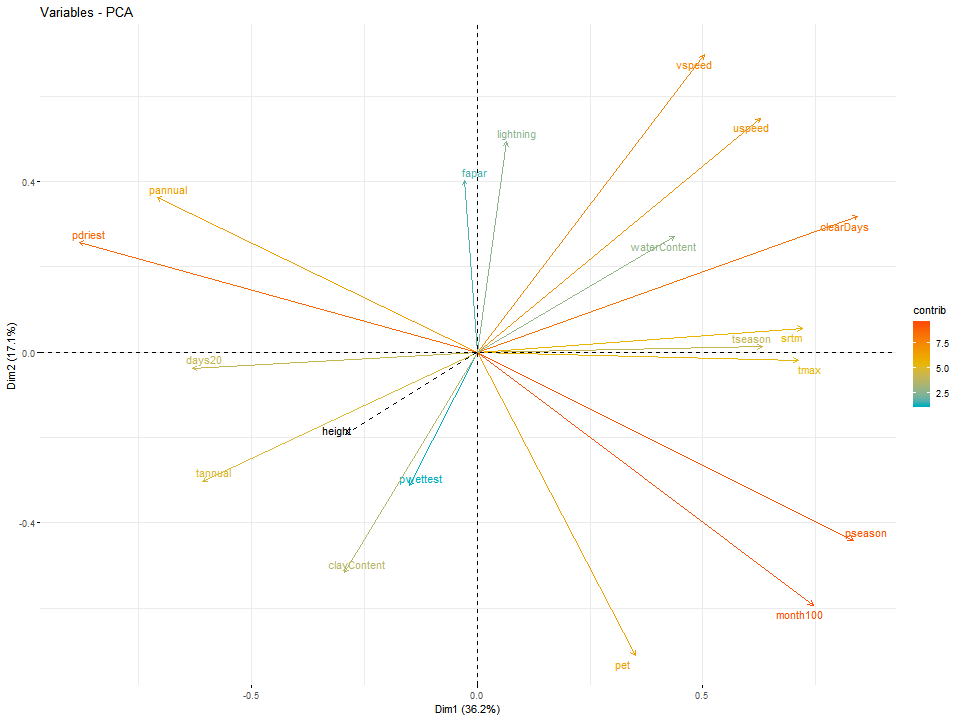 Variables - PCA
vspeed
uspeed
lightning
fapar
pannual
pdriest
clearDays
waterContent
contrib
7.5
5.0
2.5
0.4
0.0
-0.4
Dim2 (17.1%)
srtm
tseason
days20
tmax
height
tannual
pwettest
pseason
clayContent
month100
pet
-0.5
0.0
0.5
Dim1 (36.2%)